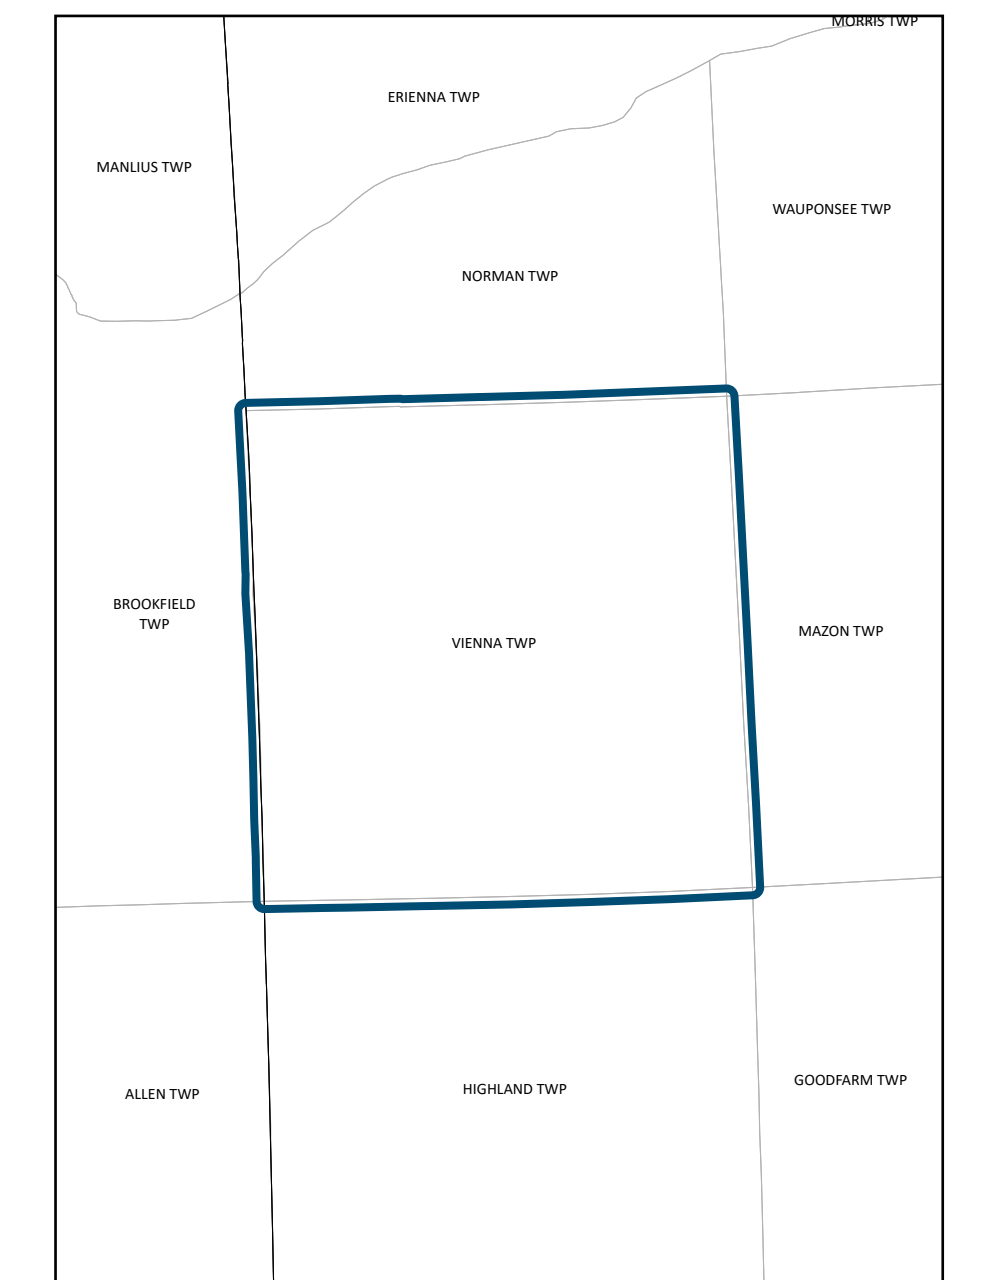 MORRIS TWP
ERIENNA TWP
MANLIUS TWP
WAUPONSEE TWP
NORMAN TWP
BROOKFIELD
TWP
MAZON TWP
VIENNA TWP
GOODFARM TWP
HIGHLAND TWP
ALLEN TWP